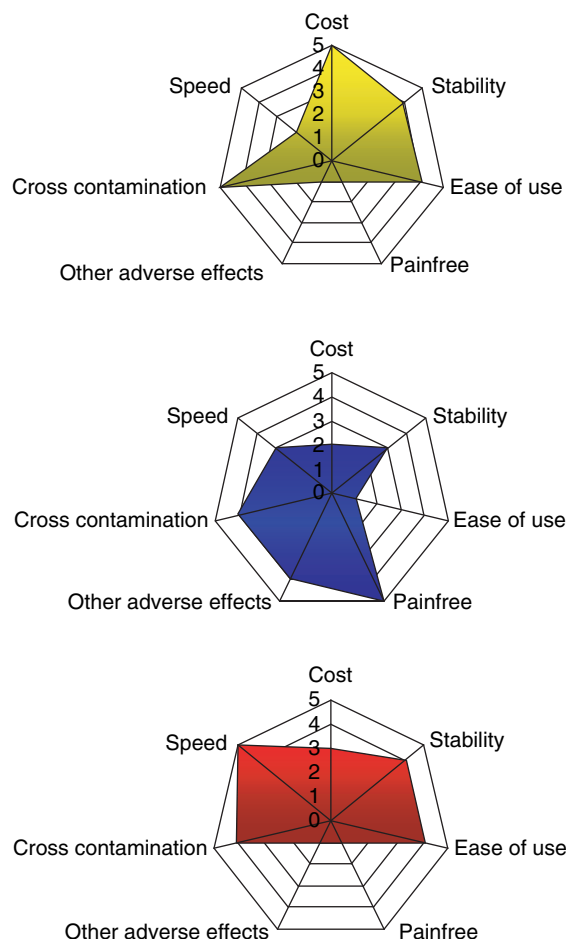 Cost
5
4
3
2
1
0
Speed
Stability
Cross contamination
Ease of use
Other adverse effects
Painfree
Cost
5
4
3
2
1
0
Speed
Stability
Cross contamination
Ease of use
Other adverse effects
Painfree
Cost
5
4
3
2
1
0
Speed
Stability
Cross contamination
Ease of use
Other adverse effects
Painfree